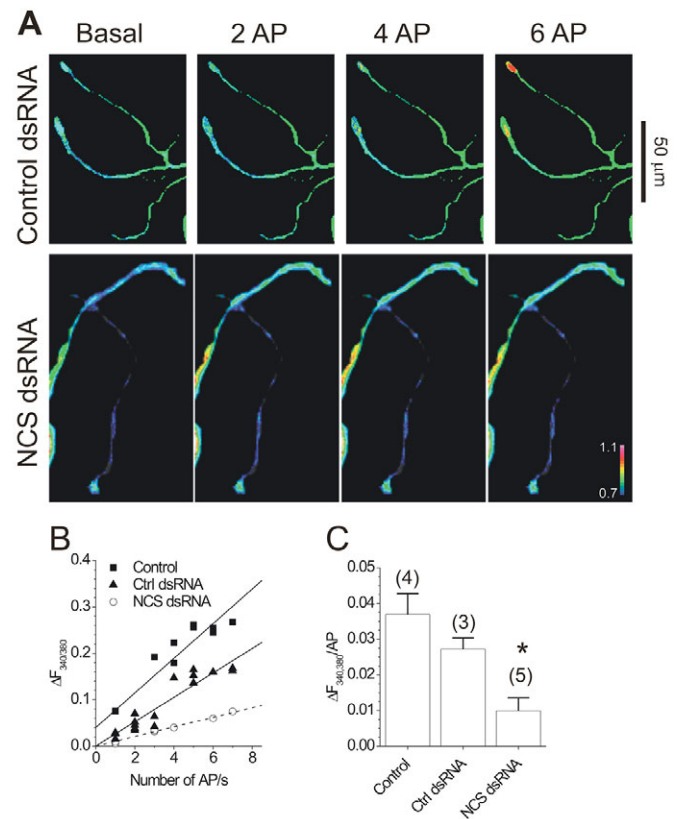 A
Basal 2 AP 4 AP 6 AP
Control dsRNA
50 µm
NCS dsRNA
1.1
0.7
B
0.4
0.3
0.2
0.1
0.0
ΔF340/380
■ Control
▲ Ctrl dsRNA
○ NCS dsRNA
0 2 4 6 8
Number of AP/s
C
0.05
0.04
0.03
0.02
0.01
0.00
ΔF340,380/AP
(4)
(3)
*
(5)
Control
Ctrl dsRNA
NCS dsRNA